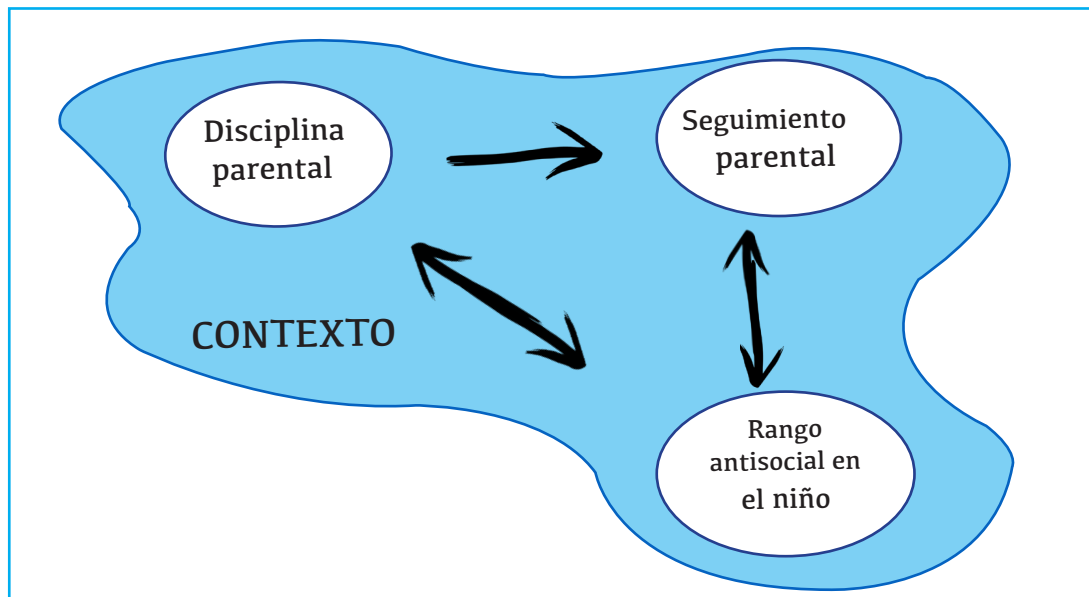 Disciplina
parental
Seguimiento
parental
CONTEXTO
Rango
antisocial en
el niño